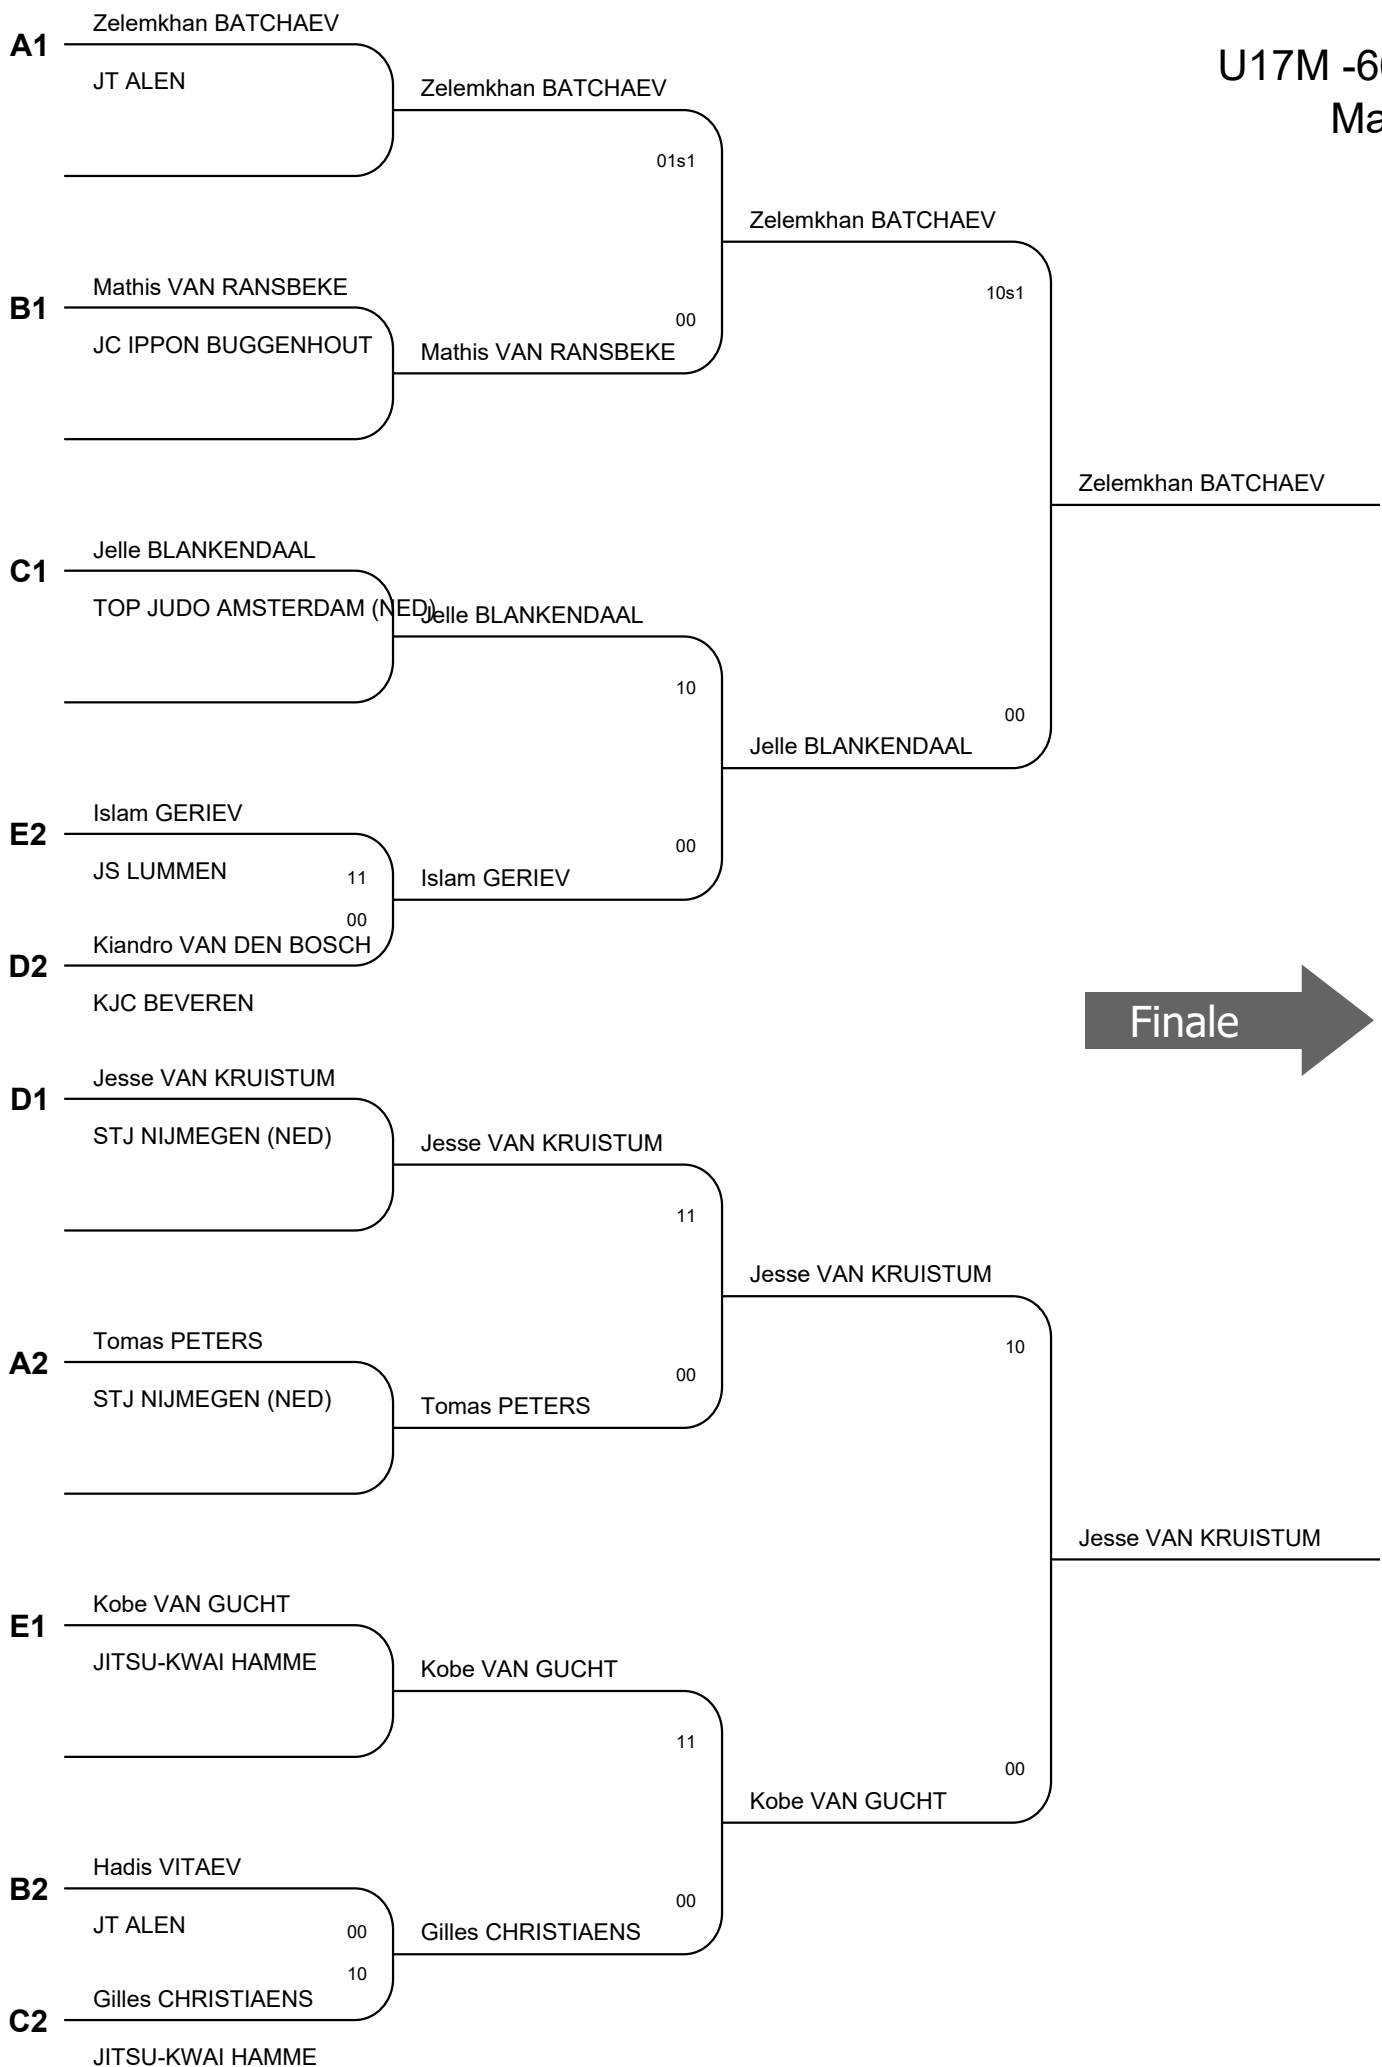 Zelemkhan BATCHAEV
A1
JT ALEN
Zelemkhan BATCHAEV
U17M -6
Ma
01s1
Zelemkhan BATCHAEV
Mathis VAN RANSBEKE
B1
JC IPPON BUGGENHOUT
00
Mathis VAN RANSBEKE
10s1
Zelemkhan BATCHAEV
Jelle BLANKENDAAL
C1
TOP JUDO AMSTERDAM (NED)
Jelle BLANKENDAAL
10
00
Jelle BLANKENDAAL
Islam GERIEV
E2
JS LUMMEN
11
00
Islam GERIEV
00
Kiandro VAN DEN BOSCH
D2
KJC BEVEREN
Finale
Jesse VAN KRUISTUM
D1
STJ NIJMEGEN (NED)
Jesse VAN KRUISTUM
11
Jesse VAN KRUISTUM
Tomas PETERS
A2
STJ NIJMEGEN (NED)
00
Tomas PETERS
10
Jesse VAN KRUISTUM
Kobe VAN GUCHT
E1
JITSU-KWAI HAMME
Kobe VAN GUCHT
11
00
Kobe VAN GUCHT
Hadis VITAEV
B2
JT ALEN
00
00
Gilles CHRISTIAENS
10
Gilles CHRISTIAENS
C2
JITSU-KWAI HAMME